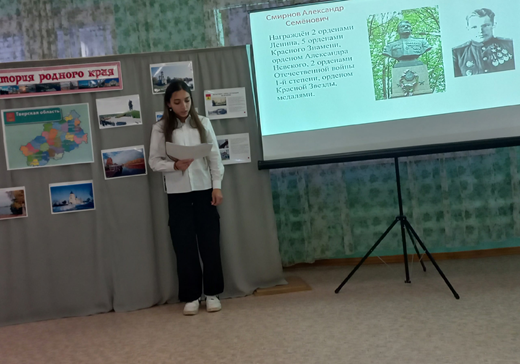 Смирнов Александр
Семёнович
Награждён 2 орденами
Ленина, 5 орденами
Красного Знамени,
орденом Александра
Невского, 2 орденами
Отечественной войны
1-й степени, орденом
Красной Звезды,
медалями.
тория родного края
Тверская область